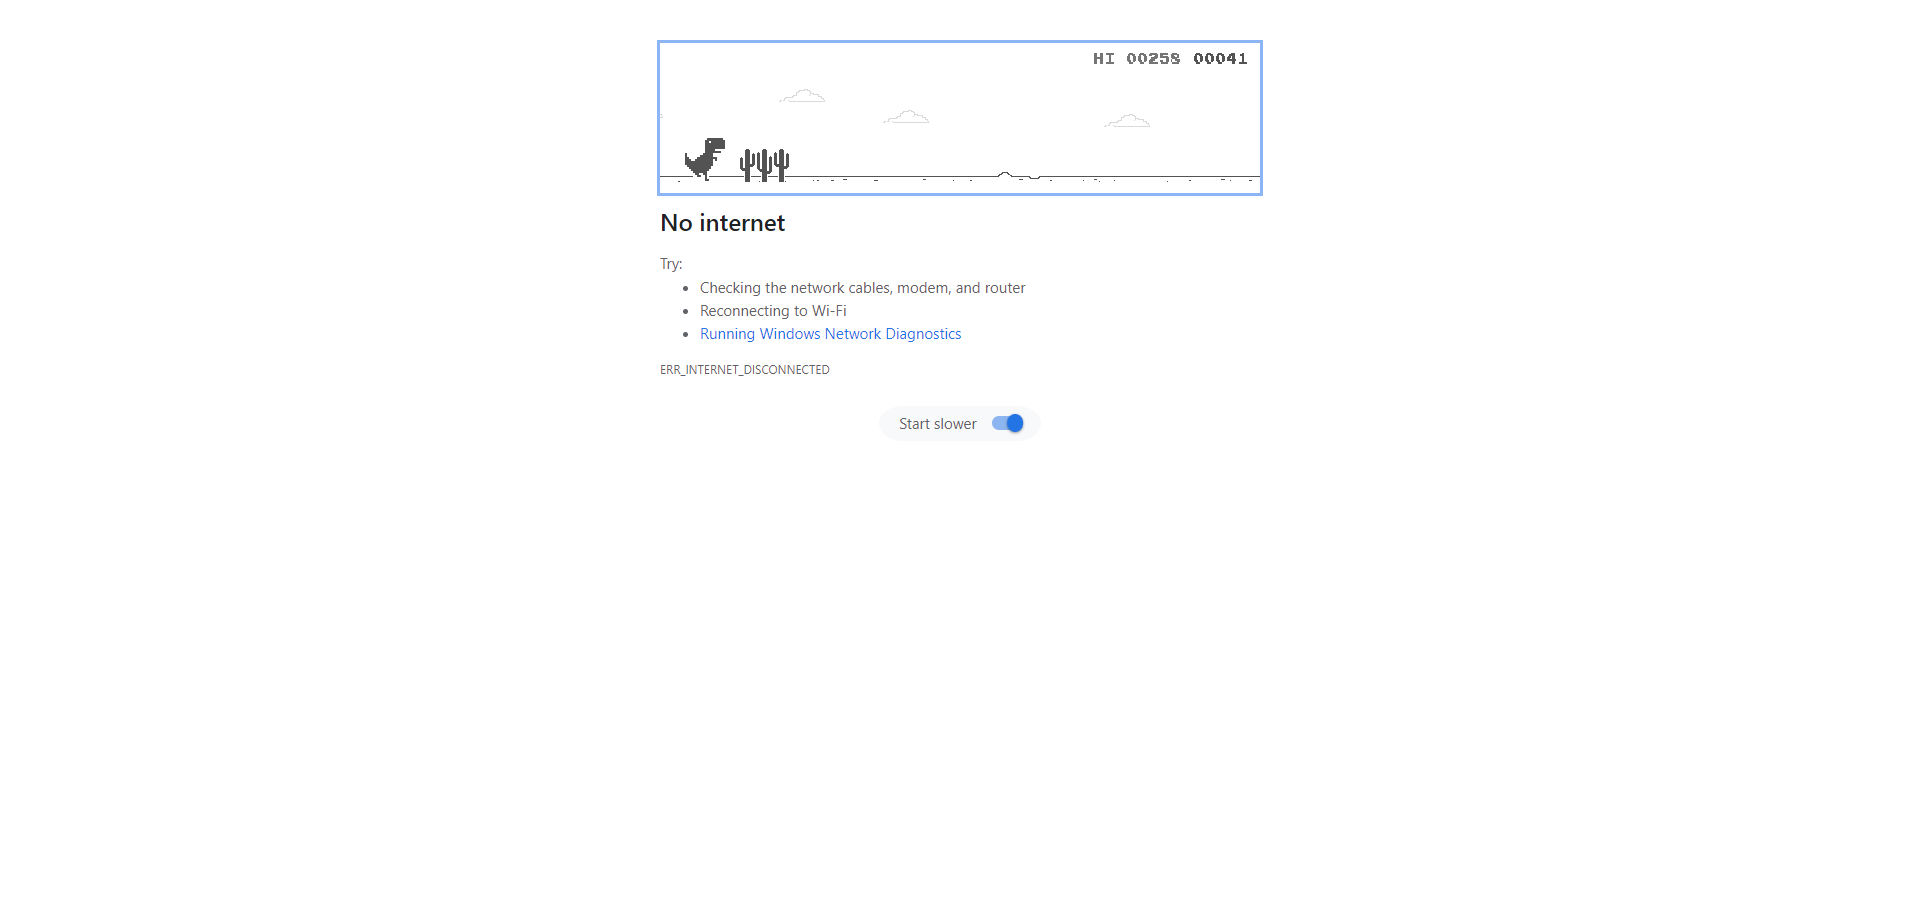 HI 00258 00041
No internet
Try:
Checking the network cables, modem, and router
Reconnecting to Wi-Fi
Running Windows Network Diagnostics
ERR_INTERNET_DISCONNECTED
Start slower